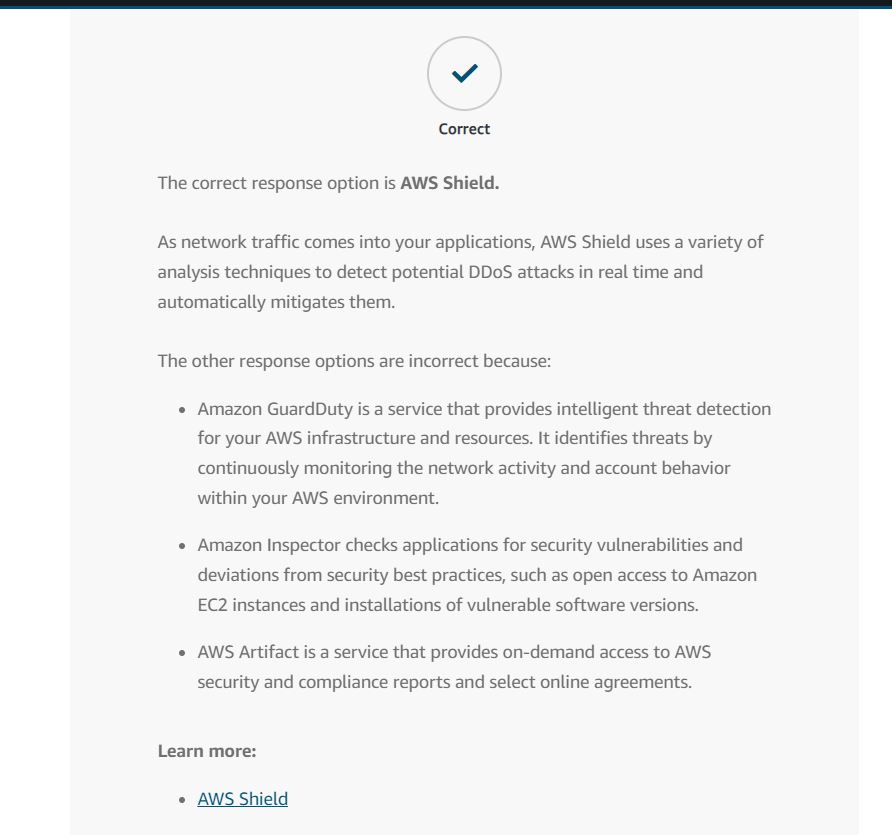 Correct
The correct response option is AWS Shield.
As network traffic comes into your applications, AWS Shield uses a variety of
analysis techniques to detect potential DDoS attacks in real time and
automatically mitigates them.
The other response options are incorrect because:
• Amazon GuardDuty is a service that provides intelligent threat detection
for your AWS infrastructure and resources. It identifies threats by
continuously monitoring the network activity and account behavior
within your AWS environment.
• Amazon Inspector checks applications for security vulnerabilities and
deviations from security best practices, such as open access to Amazon
EC2 instances and installations of vulnerable software versions.
• AWS Artifact is a service that provides on-demand access to AWS
security and compliance reports and select online agreements.
Learn more:
• AWS Shield